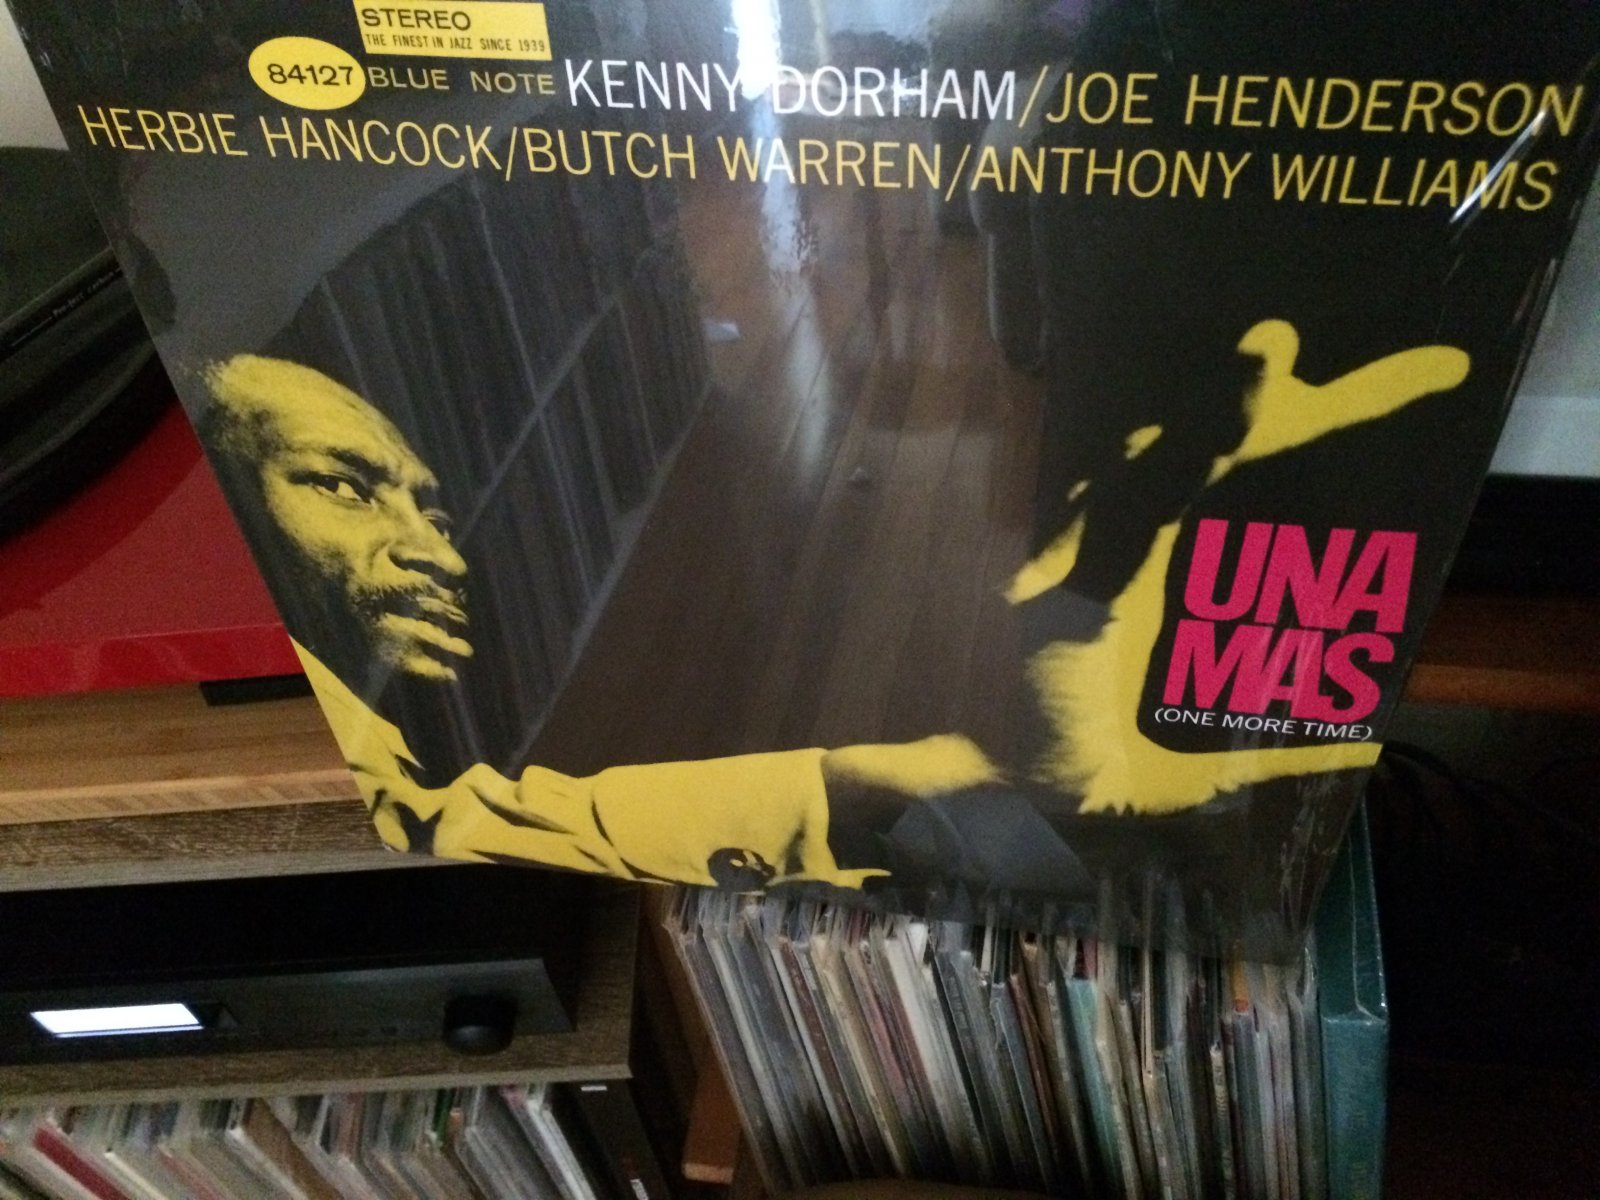 STEREO
THE FINEST IN JAZZ SINCE 1939
84127 BLUE NOTE KENNY DORHAM/JOE HENDERSON
HERBIE HANCOCK/BUTCH WARREN/ANTHONY WILLIAMS
UNA
MAS
(ONE MORE TIME)